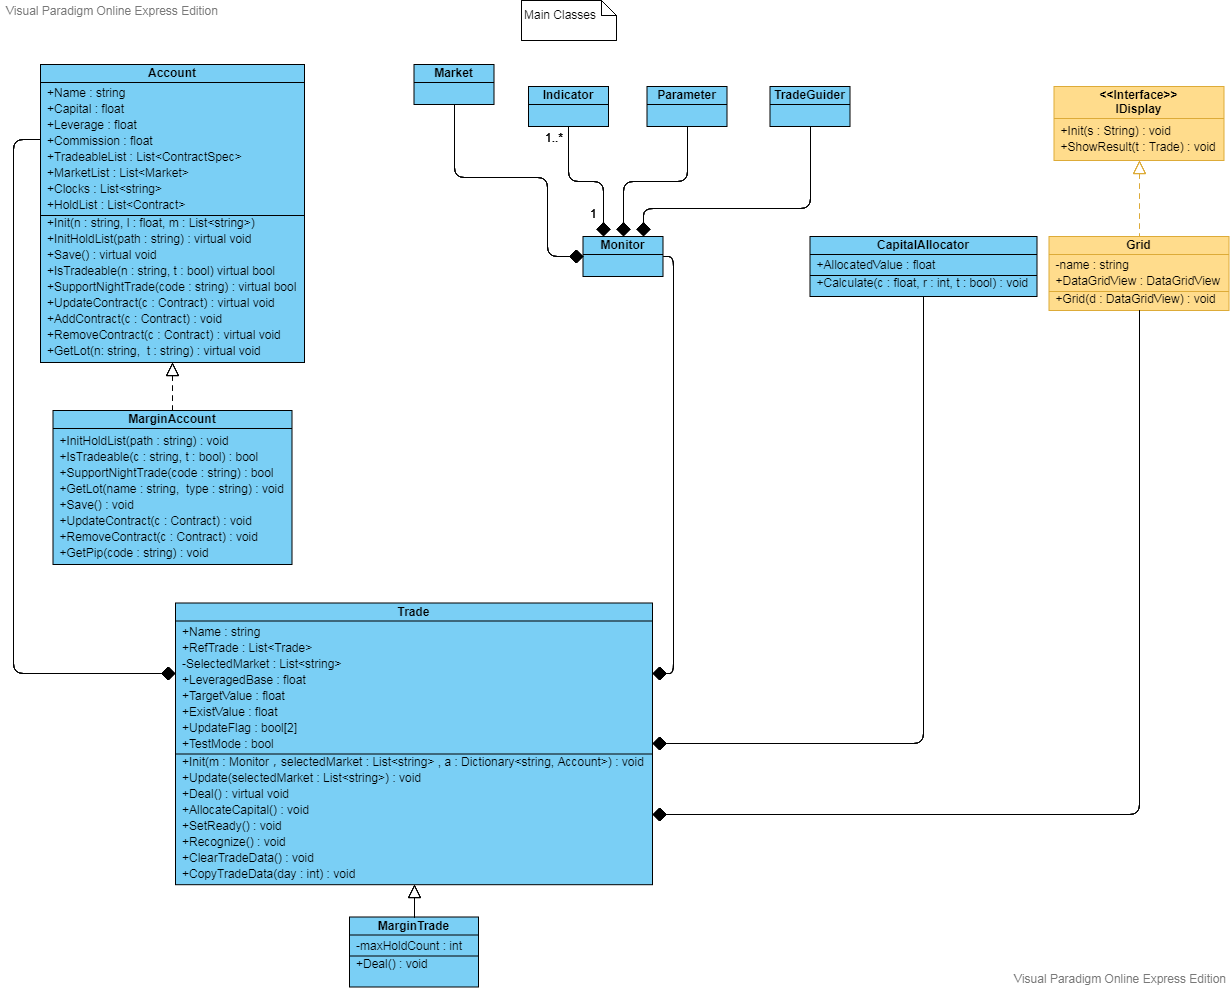 Visual Paradigm Online Express Edition
Main Classes
Account
+Name : string
+Capital : float
+Leverage : float
+Commission : float
+TradeableList : List<ContractSpec>
+MarketList : List<Market>
+Clocks : List<string>
+HoldList : List<Contract>
+Init(n : string, l : float, m : List<string>)
+InitHoldList(path : string) : virtual void
+Save() : virtual void
+IsTradeable(n : string, t : bool) virtual bool
+SupportNightTrade(code : string) : virtual bool
+UpdateContract(c : Contract) : virtual void
+AddContract(c : Contract) : void
+RemoveContract(c : Contract) : virtual void
+GetLot(n: string,  t : string) : virtual void
Market
Indicator
Parameter
TradeGuider
1..*
1
Monitor
<<Interface>>
IDisplay
+Init(s : String) : void
+ShowResult(t : Trade) : void
CapitalAllocator
+AllocatedValue : float
+Calculate(c : float, r : int, t : bool) : void
Grid
-name : string
+DataGridView : DataGridView
+Grid(d : DataGridView) : void
MarginAccount
+InitHoldList(path : string) : void
+IsTradeable(c : string, t : bool) : bool
+SupportNightTrade(code : string) : bool
+GetLot(name : string,  type : string) : void
+Save() : void
+UpdateContract(c : Contract) : void
+RemoveContract(c : Contract) : void
+GetPip(code : string) : void
Trade
+Name : string
+RefTrade : List<Trade>
-SelectedMarket : List<string>
+LeveragedBase : float
+TargetValue : float
+ExistValue : float
+UpdateFlag : bool[2]
+TestMode : bool
+Init(m : Monitor , selectedMarket : List<string> , a : Dictionary<string, Account>) : void
+Update(selectedMarket : List<string>) : void
+Deal() : virtual void
+AllocateCapital() : void
+SetReady() : void
+Recognize() : void
+ClearTradeData() : void
+CopyTradeData(day : int) : void
MarginTrade
-maxHoldCount : int
+Deal() : void
Visual Paradigm Online Express Edition